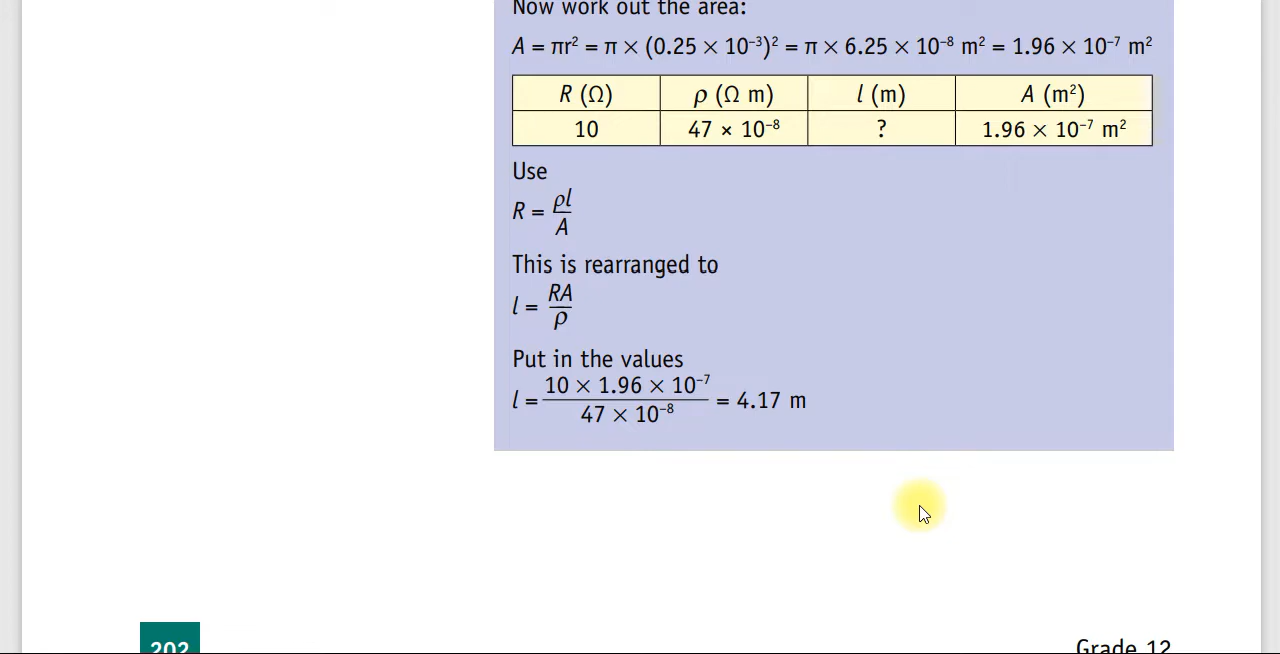 Now work out the area:
A = πr² = π × (0.25 × 10⁻³)² = π × 6.25 × 10⁻⁸ m² = 1.96 × 10⁻⁷ m²
R (Ω) ρ (Ω m) l (m) A (m²)
10 47 × 10⁻⁸ ? 1.96 × 10⁻⁷ m²
Use
R = ρl/A
This is rearranged to
l = RA/ρ
Put in the values
l = 10 × 1.96 × 10⁻⁷/47 × 10⁻⁸ = 4.17 m
202 Grade 12